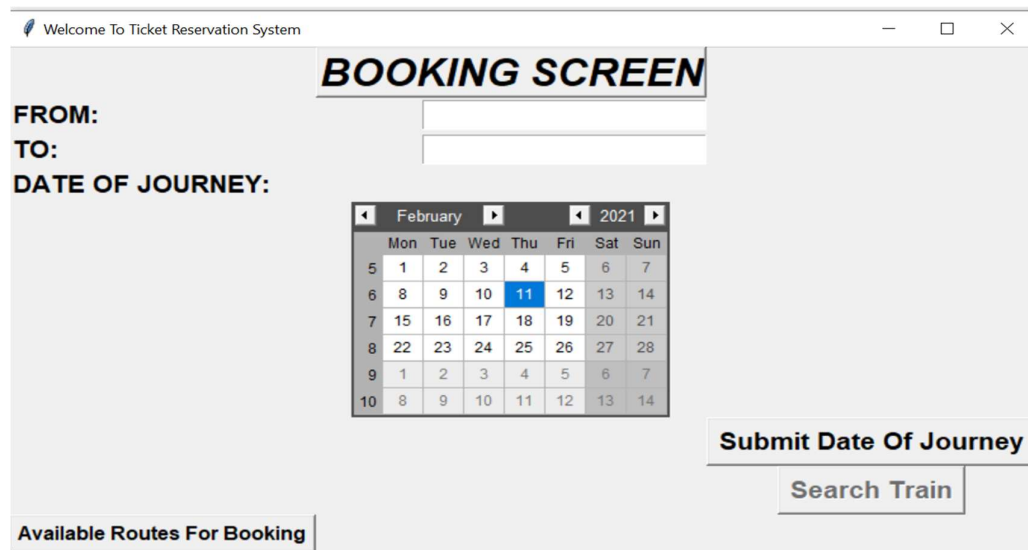 Welcome To Ticket Reservation System
BOOKING SCREEN
FROM:
TO:
DATE OF JOURNEY:
February 2021
Mon Tue Wed Thu Fri Sat Sun
5 1 2 3 4 5 6 7
6 8 9 10 11 12 13 14
7 15 16 17 18 19 20 21
8 22 23 24 25 26 27 28
9 1 2 3 4 5 6 7
10 8 9 10 11 12 13 14
Submit Date Of Journey
Search Train
Available Routes For Booking